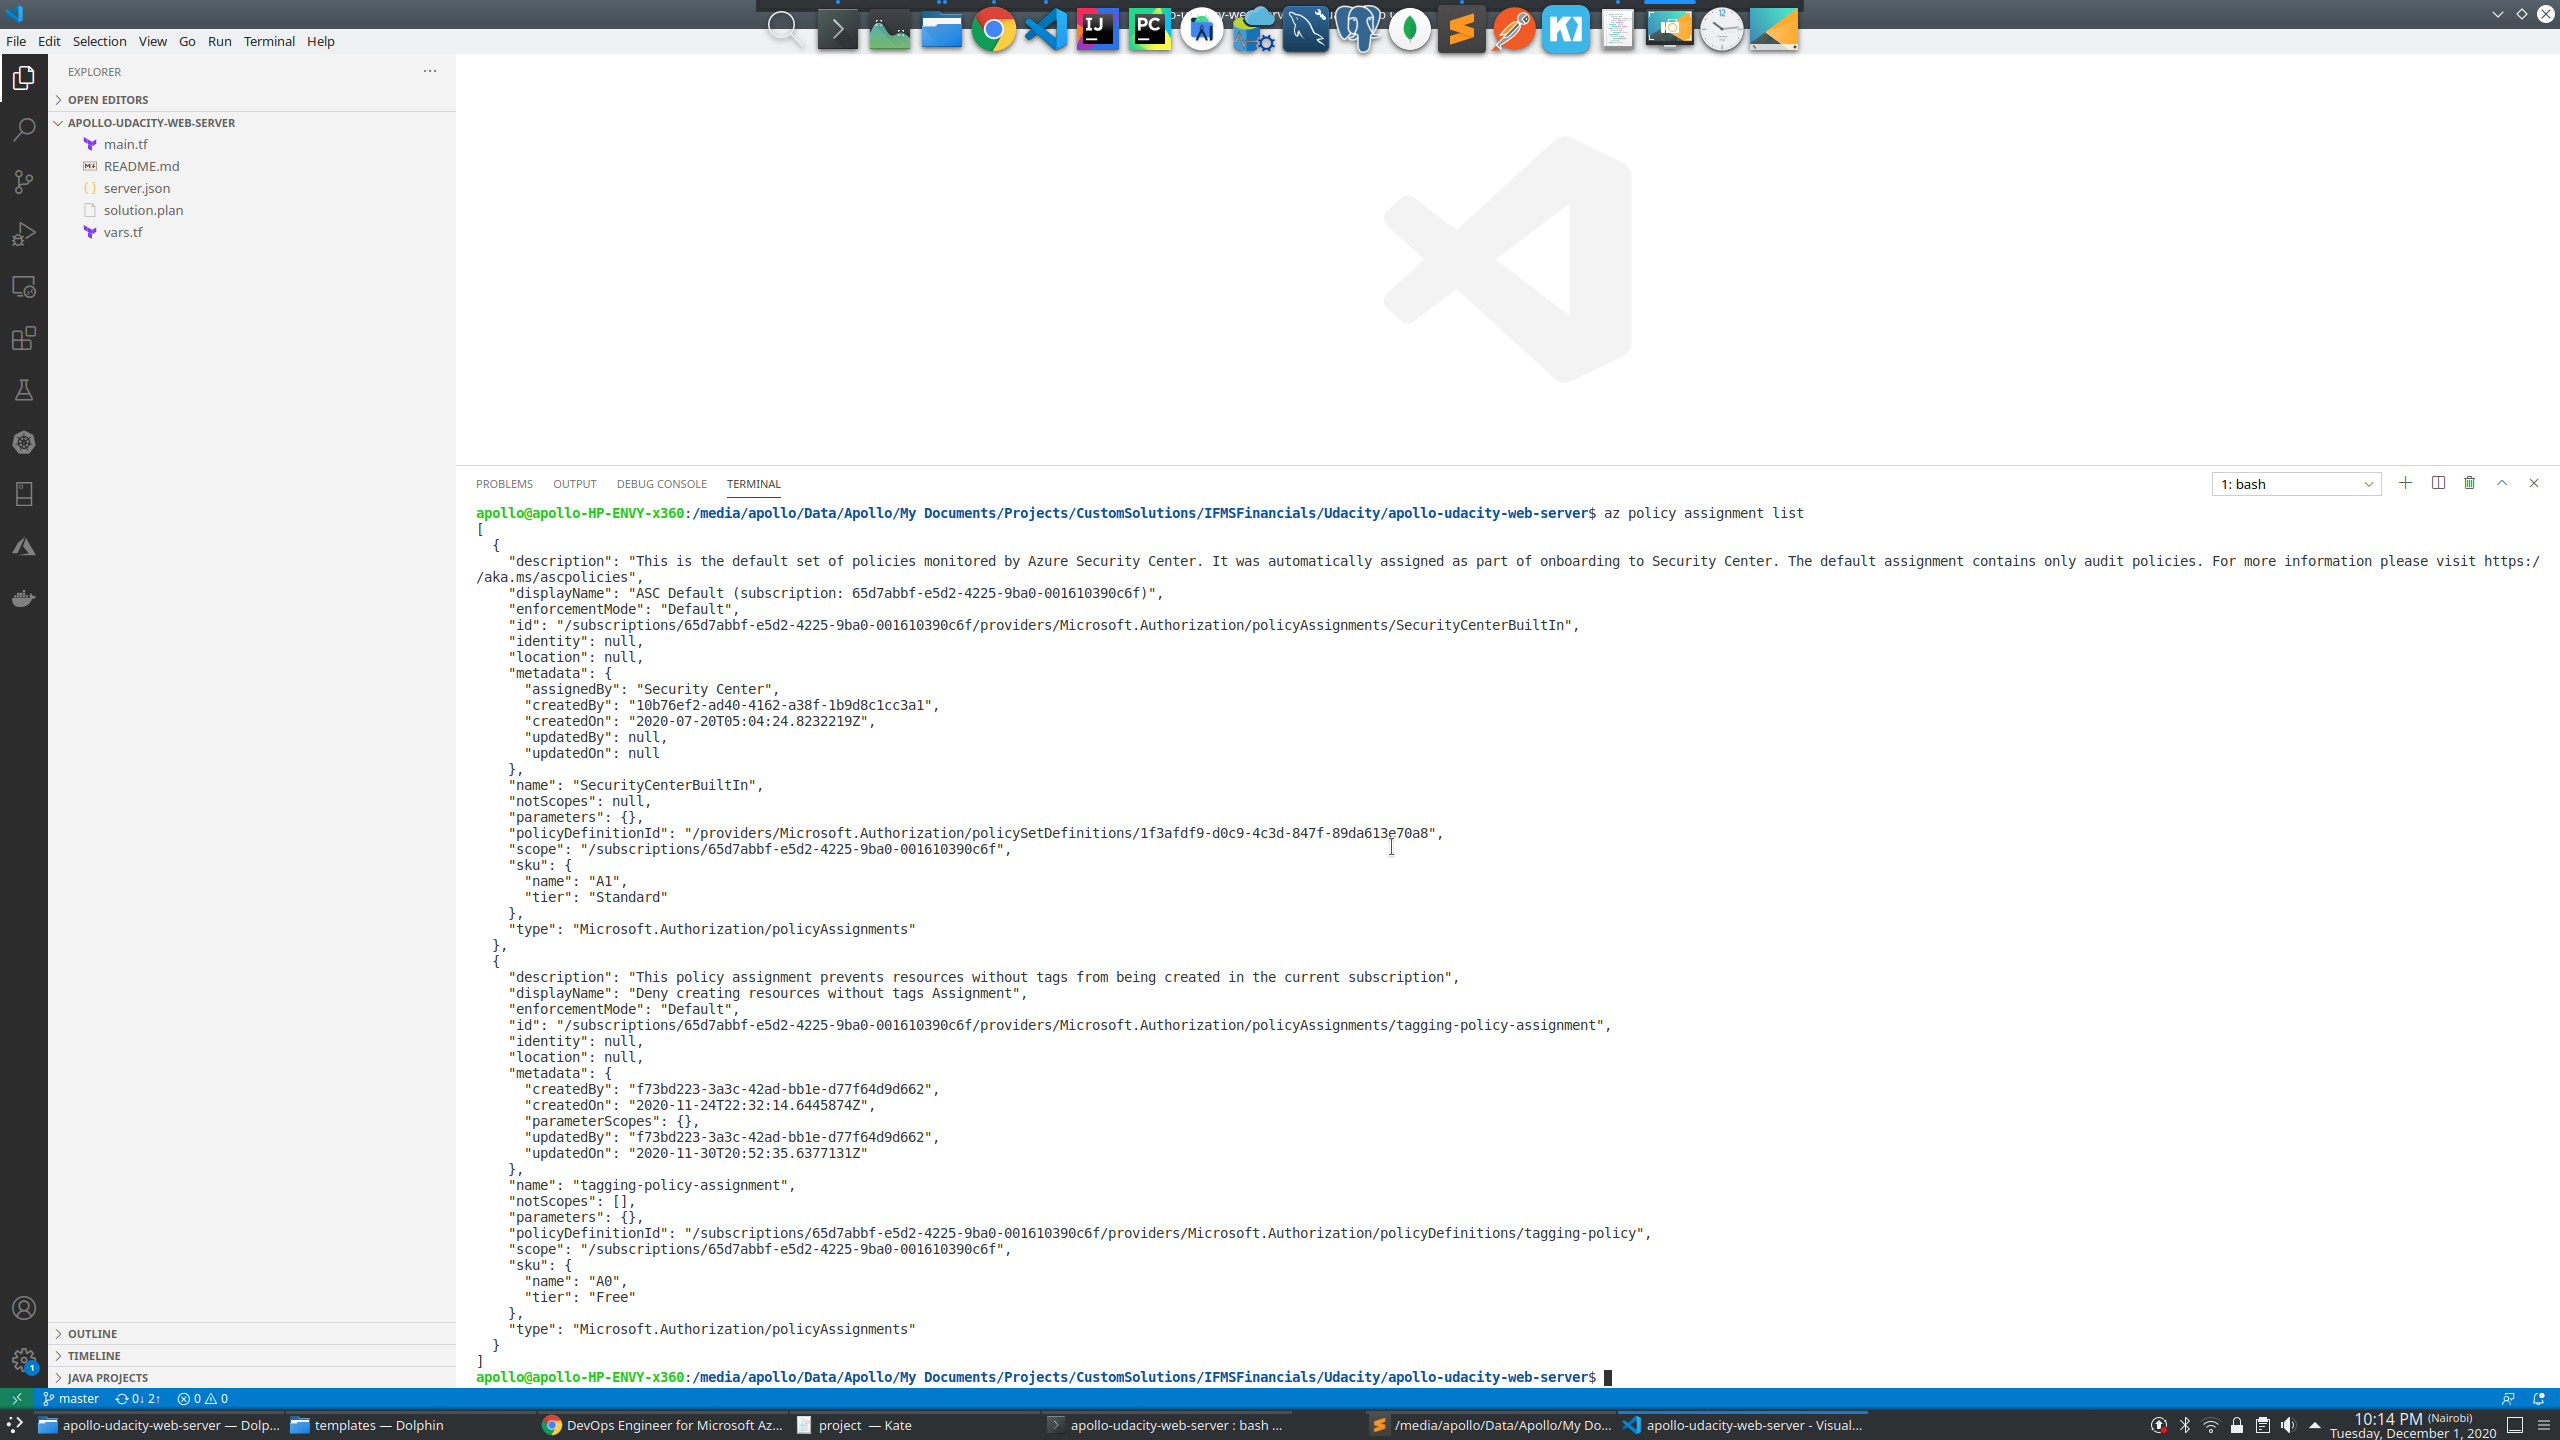 File Edit Selection View Go Run Terminal Help
EXPLORER
OPEN EDITORS
APOLLO-UDACITY-WEB-SERVER
main.tf
README.md
server.json
solution.plan
vars.tf
OUTLINE
TIMELINE
JAVA PROJECTS
IJ
PC
12
PROBLEMS OUTPUT DEBUG CONSOLE TERMINAL
1: bash
apollo@apollo-HP-ENVY-x360:/media/apollo/Data/Apollo/My Documents/Projects/CustomSolutions/IFMSFinancials/Udacity/apollo-udacity-web-server$ az policy assignment list
[
{
"description": "This is the default set of policies monitored by Azure Security Center. It was automatically assigned as part of onboarding to Security Center. The default assignment contains only audit policies. For more information please visit https:/
/aka.ms/ascpolicies",
"displayName": "ASC Default (subscription: 65d7abbf-e5d2-4225-9ba0-001610390c6f)",
"enforcementMode": "Default",
"id": "/subscriptions/65d7abbf-e5d2-4225-9ba0-001610390c6f/providers/Microsoft.Authorization/policyAssignments/SecurityCenterBuiltIn",
"identity": null,
"location": null,
"metadata": {
"assignedBy": "Security Center",
"createdBy": "10b76ef2-ad40-4162-a38f-1b9d8c1cc3a1",
"createdOn": "2020-07-20T05:04:24.8232219Z",
"updatedBy": null,
"updatedOn": null
},
"name": "SecurityCenterBuiltIn",
"notScopes": null,
"parameters": {},
"policyDefinitionId": "/providers/Microsoft.Authorization/policySetDefinitions/1f3afdf9-d0c9-4c3d-847f-89da613e70a8",
"scope": "/subscriptions/65d7abbf-e5d2-4225-9ba0-001610390c6f",
"sku": {
"name": "A1",
"tier": "Standard"
},
"type": "Microsoft.Authorization/policyAssignments"
},
{
"description": "This policy assignment prevents resources without tags from being created in the current subscription",
"displayName": "Deny creating resources without tags Assignment",
"enforcementMode": "Default",
"id": "/subscriptions/65d7abbf-e5d2-4225-9ba0-001610390c6f/providers/Microsoft.Authorization/policyAssignments/tagging-policy-assignment",
"identity": null,
"location": null,
"metadata": {
"createdBy": "f73bd223-3a3c-42ad-bb1e-d77f64d9d662",
"createdOn": "2020-11-24T22:32:14.6445874Z",
"parameterScopes": {},
"updatedBy": "f73bd223-3a3c-42ad-bb1e-d77f64d9d662",
"updatedOn": "2020-11-30T20:52:35.6377131Z"
},
"name": "tagging-policy-assignment",
"notScopes": [],
"parameters": {},
"policyDefinitionId": "/subscriptions/65d7abbf-e5d2-4225-9ba0-001610390c6f/providers/Microsoft.Authorization/policyDefinitions/tagging-policy",
"scope": "/subscriptions/65d7abbf-e5d2-4225-9ba0-001610390c6f",
"sku": {
"name": "A0",
"tier": "Free"
},
"type": "Microsoft.Authorization/policyAssignments"
}
]
apollo@apollo-HP-ENVY-x360:/media/apollo/Data/Apollo/My Documents/Projects/CustomSolutions/IFMSFinancials/Udacity/apollo-udacity-web-server$
1
master 0↓ 2↑ 0 0
apollo-udacity-web-server — Dolp... templates — Dolphin DevOps Engineer for Microsoft Az... project — Kate apollo-udacity-web-server : bash ... /media/apollo/Data/Apollo/My Do... apollo-udacity-web-server - Visual...
10:14 PM (Nairobi)
Tuesday, December 1, 2020